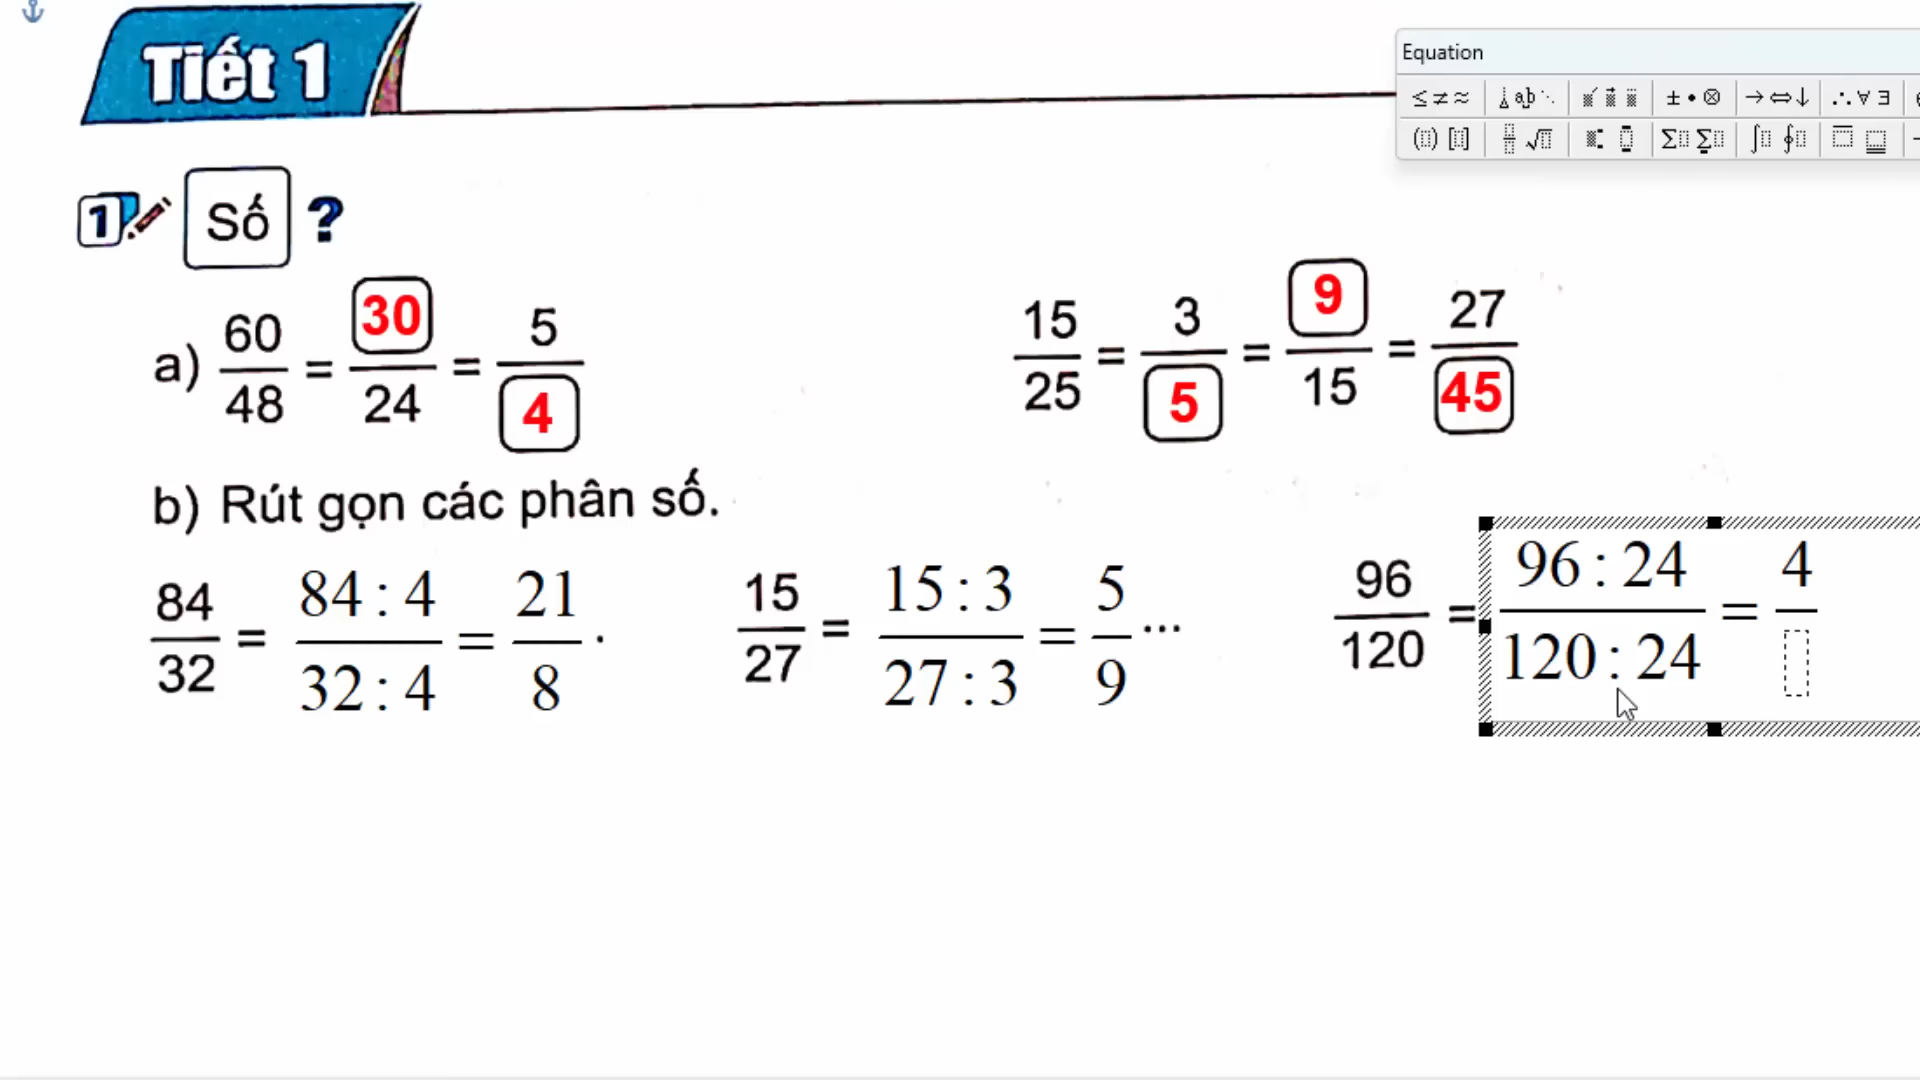 Tiết 1
Equation
1 Số ?
a) 60/48 = 30/24 = 5/4
15/25 = 3/5 = 9/15 = 27/45
b) Rút gọn các phân số.
84/32 = 84 : 4/32 : 4 = 21/8 .
15/27 = 15 : 3/27 : 3 = 5/9 ...
96/120 = 96 : 24/120 : 24 = 4/